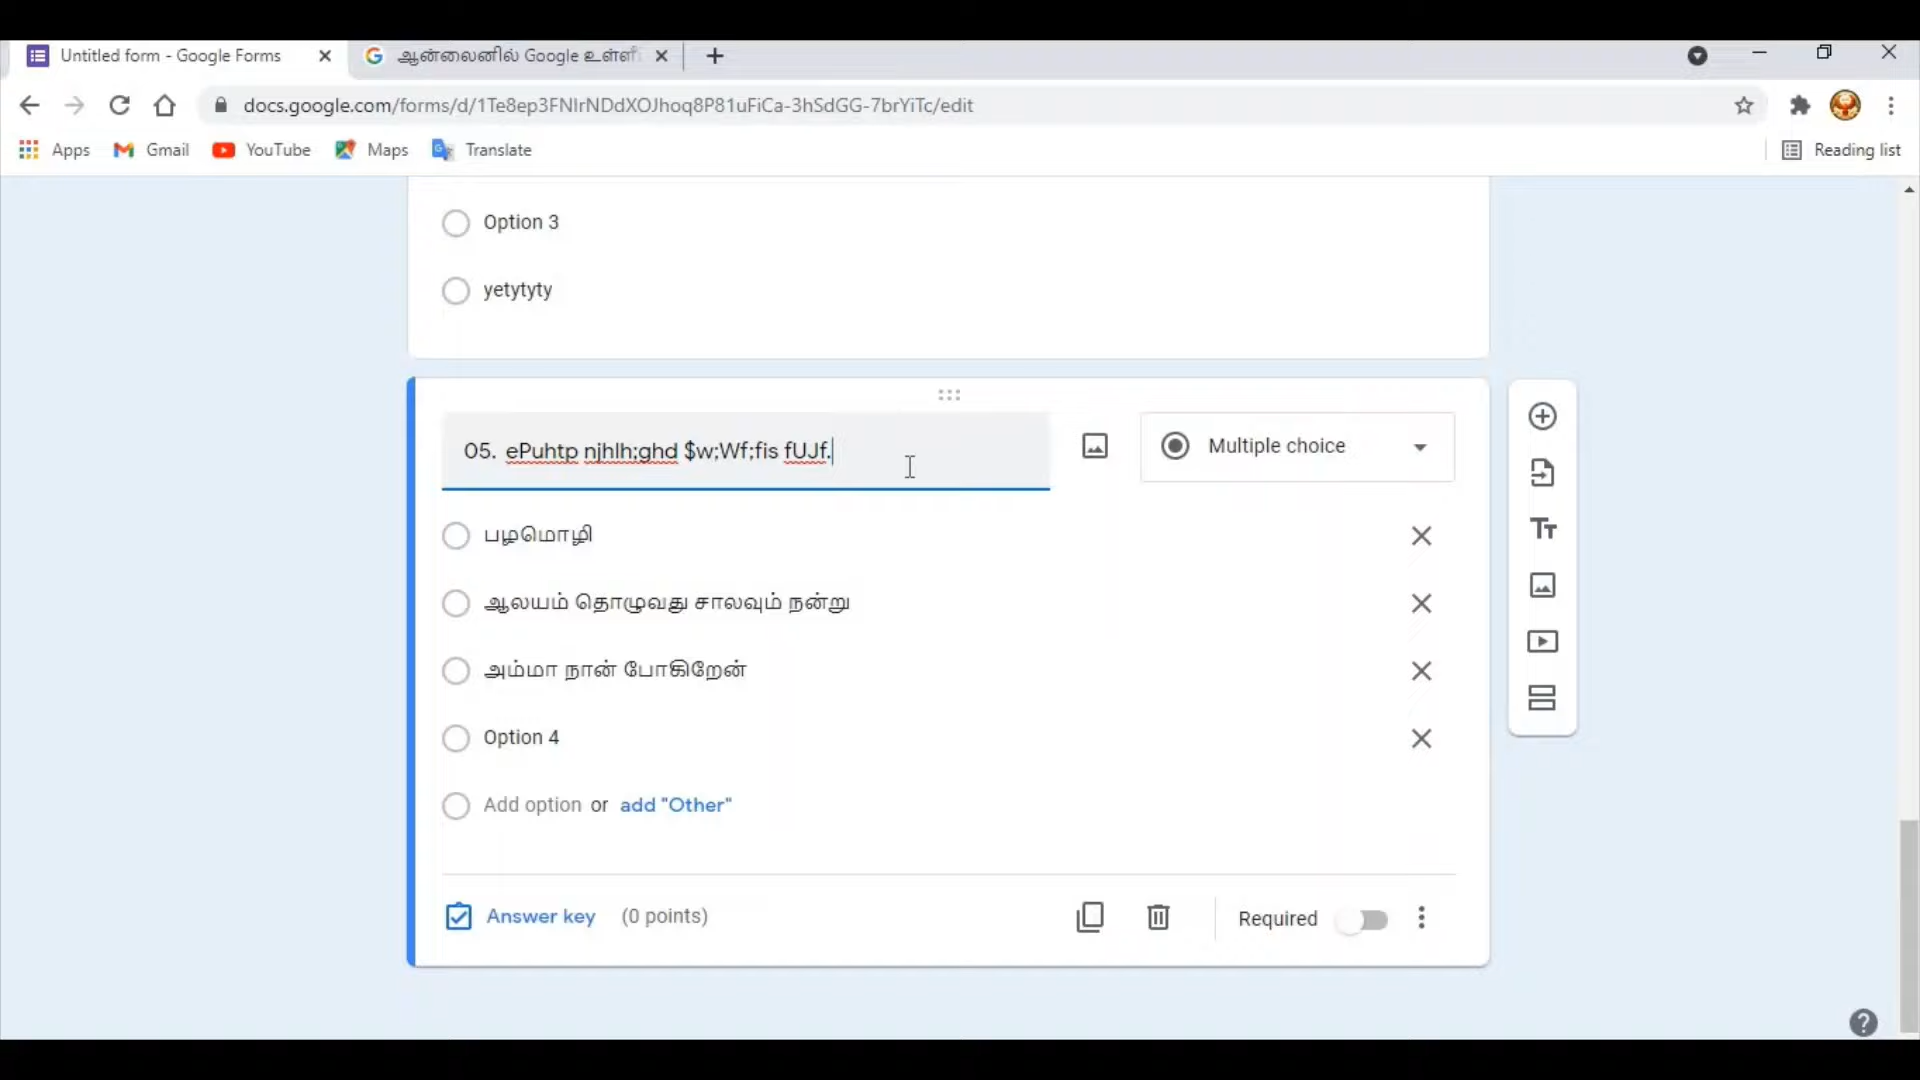 Untitled form - Google Forms
ஆன்லைனில் Google உள்ளீ
docs.google.com/forms/d/1Te8ep3FNIrNDdXOJhoq8P81uFiCa-3hSdGG-7brYiTc/edit
Apps Gmail YouTube Maps Translate Reading list
Option 3
yetytyty
05. ePuhtp njhlh;ghd $w;Wf;fis fUJf.
Multiple choice
பழமொழி
ஆலயம் தொழுவது சாலவும் நன்று
அம்மா நான் போகிறேன்
Option 4
Add option or add "Other"
Answer key (0 points) Required